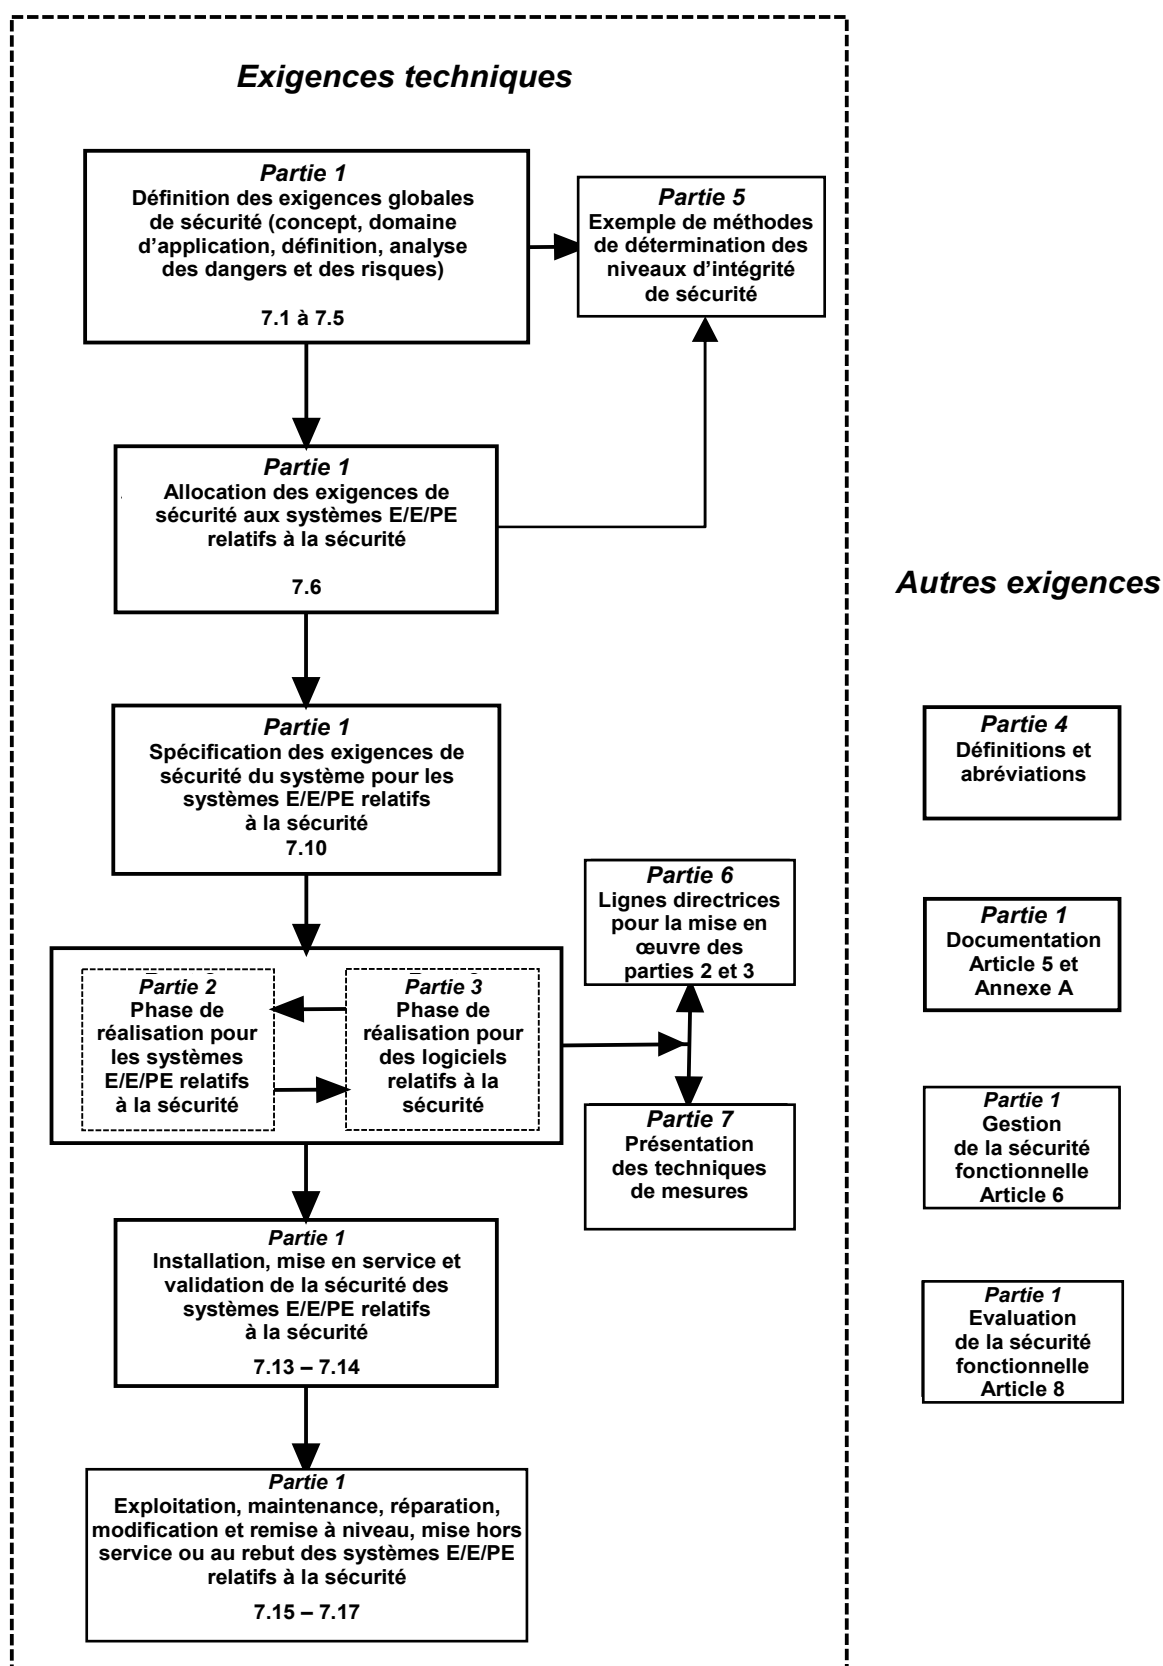 Exigences techniques
Partie 1
Définition des exigences globales
de sécurité (concept, domaine
d'application, définition, analyse
des dangers et des risques)
7.1 à 7.5
Partie 5
Exemple de méthodes
de détermination des
niveaux d'intégrité
de sécurité
Partie 1
Allocation des exigences de
sécurité aux systèmes E/E/PE
relatifs à la sécurité
7.6
Partie 1
Spécification des exigences de
sécurité du système pour les
systèmes E/E/PE relatifs
à la sécurité
7.10
Partie 2
Phase de
réalisation pour
les systèmes
E/E/PE relatifs
à la sécurité
Partie 3
Phase de
réalisation pour
des logiciels
relatifs à la
sécurité
Partie 6
Lignes directrices
pour la mise en
œuvre des
parties 2 et 3
Partie 7
Présentation
des techniques
de mesures
Partie 1
Installation, mise en service et
validation de la sécurité des
systèmes E/E/PE relatifs
à la sécurité
7.13 – 7.14
Partie 1
Exploitation, maintenance, réparation,
modification et remise à niveau, mise hors
service ou au rebut des systèmes E/E/PE
relatifs à la sécurité
7.15 – 7.17
Autres exigences
Partie 4
Définitions et
abréviations
Partie 1
Documentation
Article 5 et
Annexe A
Partie 1
Gestion
de la sécurité
fonctionnelle
Article 6
Partie 1
Evaluation
de la sécurité
fonctionnelle
Article 8